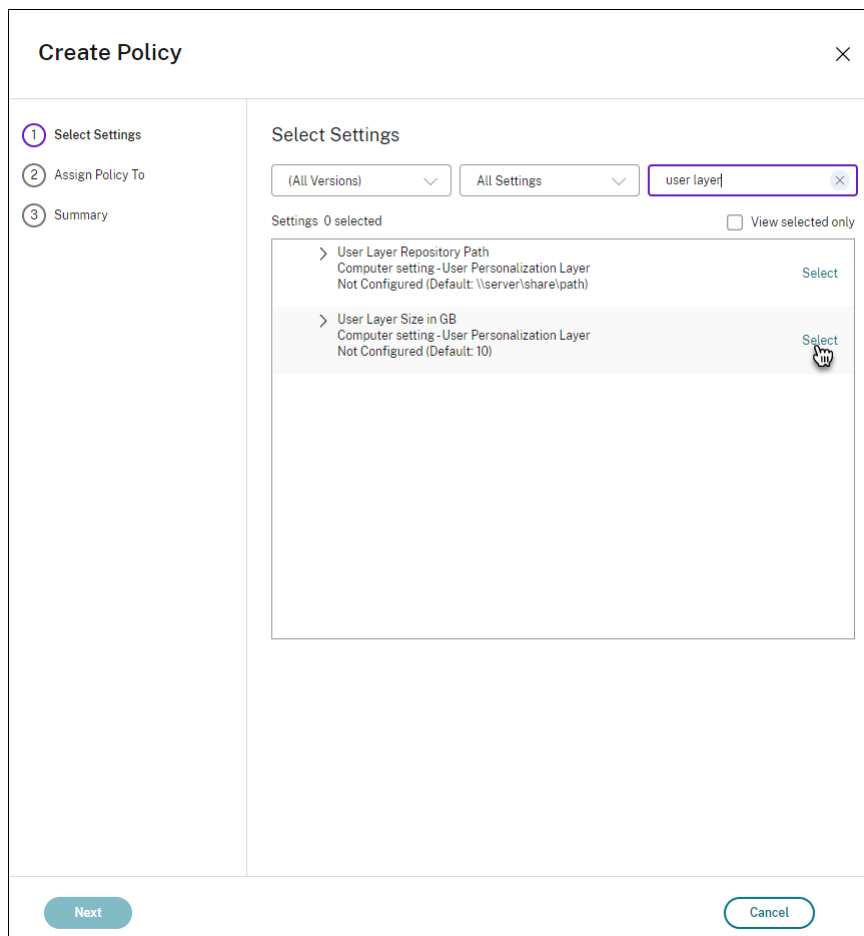 Create Policy
1 Select Settings
2 Assign Policy To
3 Summary
Select Settings
(All Versions) All Settings user layer
Settings 0 selected View selected only
User Layer Repository Path
Computer setting - User Personalization Layer
Not Configured (Default: \\server\share\path)
Select
User Layer Size in GB
Computer setting - User Personalization Layer
Not Configured (Default: 10)
Select
Next Cancel